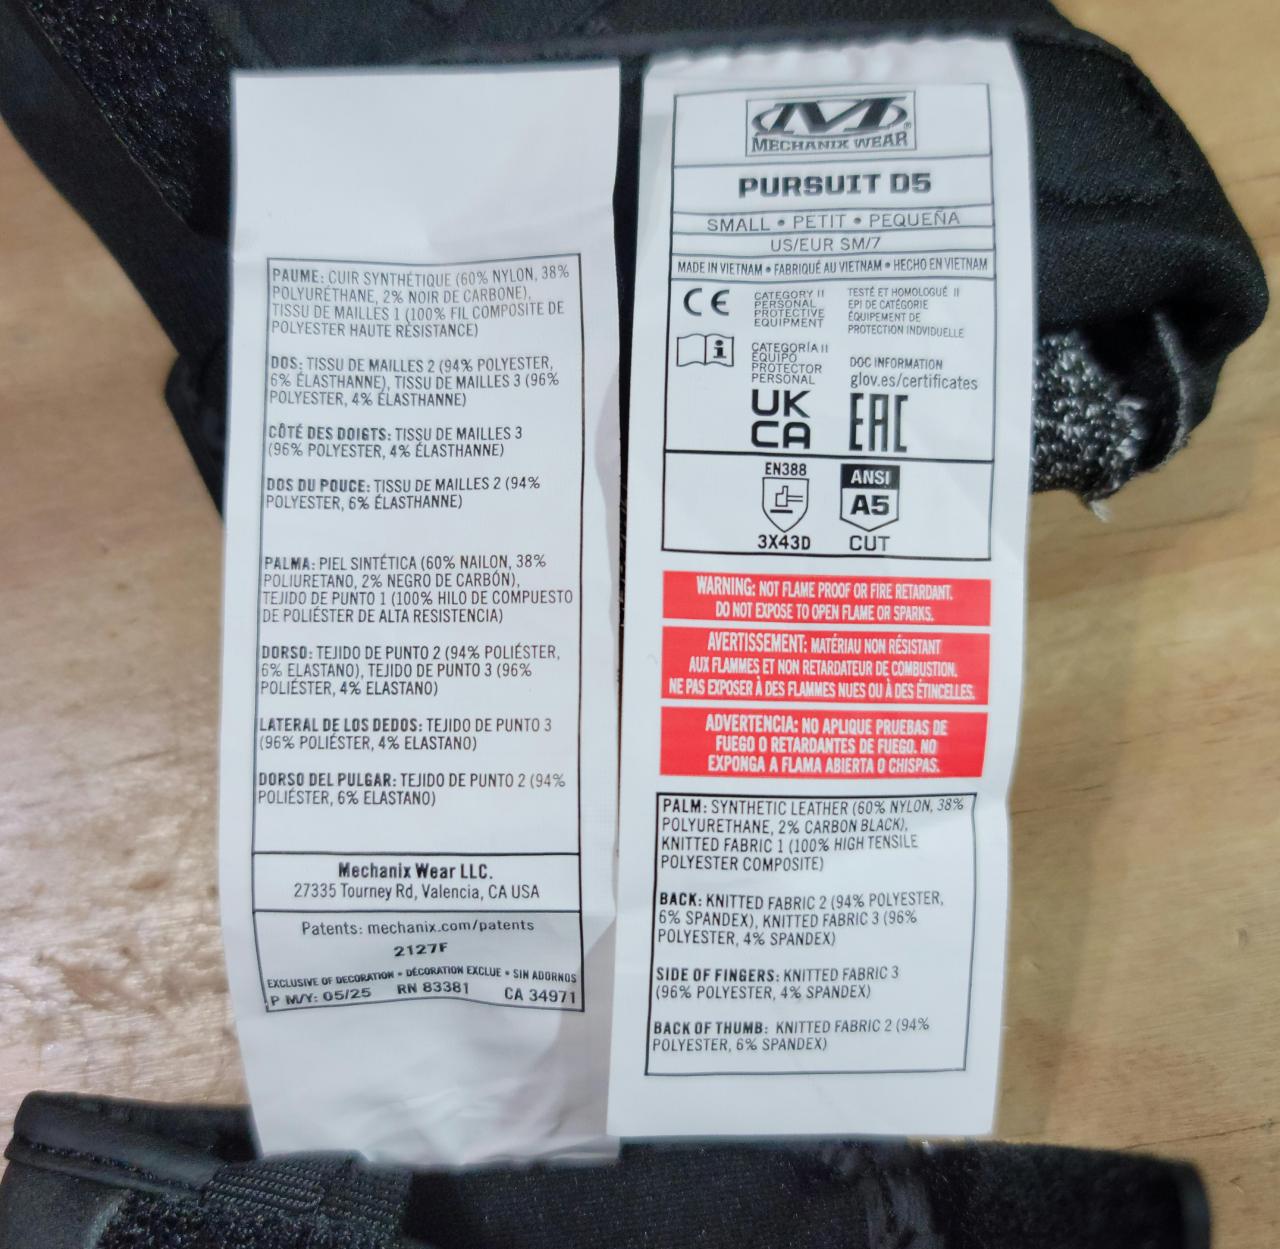 PAUME: CUIR SYNTHÉTIQUE (60% NYLON, 38%
POLYURÉTHANE, 2% NOIR DE CARBONE),
TISSU DE MAILLES 1 (100% FIL COMPOSITE DE
POLYESTER HAUTE RÉSISTANCE)
DOS: TISSU DE MAILLES 2 (94% POLYESTER,
6% ÉLASTHANNE), TISSU DE MAILLES 3 (96%
POLYESTER, 4% ÉLASTHANNE)
CÔTÉ DES DOIGTS: TISSU DE MAILLES 3
(96% POLYESTER, 4% ÉLASTHANNE)
DOS DU POUCE: TISSU DE MAILLES 2 (94%
POLYESTER, 6% ÉLASTHANNE)
PALMA: PIEL SINTÉTICA (60% NAILON, 38%
POLIURETANO, 2% NEGRO DE CARBÓN),
TEJIDO DE PUNTO 1 (100% HILO DE COMPUESTO
DE POLIÉSTER DE ALTA RESISTENCIA)
DORSO: TEJIDO DE PUNTO 2 (94% POLIÉSTER,
6% ELASTANO), TEJIDO DE PUNTO 3 (96%
POLIÉSTER, 4% ELASTANO)
LATERAL DE LOS DEDOS: TEJIDO DE PUNTO 3
(96% POLIÉSTER, 4% ELASTANO)
DORSO DEL PULGAR: TEJIDO DE PUNTO 2 (94%
POLIÉSTER, 6% ELASTANO)
Mechanix Wear LLC.
27335 Tourney Rd, Valencia, CA USA
Patents: mechanix.com/patents
2127F
EXCLUSIVE OF DECORATION • DÉCORATION EXCLUE • SIN ADORNOS
P M/Y: 05/25 RN 83381 CA 34971
M
MECHANIX WEAR®
PURSUIT D5
SMALL • PETIT • PEQUEÑA
US/EUR SM/7
MADE IN VIETNAM • FABRIQUÉ AU VIETNAM • HECHO EN VIETNAM
CE
CATEGORY II
PERSONAL
PROTECTIVE
EQUIPMENT
TESTÉ ET HOMOLOGUÉ II
EPI DE CATÉGORIE
ÉQUIPEMENT DE
PROTECTION INDVIDUELLE
i
CATEGORÍA II
EQUIPO
PROTECTOR
PERSONAL
DOC INFORMATION
glov.es/certificates
UK
CA
EAC
EN388
3X43D
ANSI
A5
CUT
WARNING: NOT FLAME PROOF OR FIRE RETARDANT.
DO NOT EXPOSE TO OPEN FLAME OR SPARKS.
AVERTISSEMENT: MATÉRIAU NON RÉSISTANT
AUX FLAMMES ET NON RETARDATEUR DE COMBUSTION.
NE PAS EXPOSER À DES FLAMMES NUES OU À DES ÉTINCELLES.
ADVERTENCIA: NO APLIQUE PRUEBAS DE
FUEGO O RETARDANTES DE FUEGO. NO
EXPONGA A FLAMA ABIERTA O CHISPAS.
PALM: SYNTHETIC LEATHER (60% NYLON, 38%
POLYURETHANE, 2% CARBON BLACK),
KNITTED FABRIC 1 (100% HIGH TENSILE
POLYESTER COMPOSITE)
BACK: KNITTED FABRIC 2 (94% POLYESTER,
6% SPANDEX), KNITTED FABRIC 3 (96%
POLYESTER, 4% SPANDEX)
SIDE OF FINGERS: KNITTED FABRIC 3
(96% POLYESTER, 4% SPANDEX)
BACK OF THUMB: KNITTED FABRIC 2 (94%
POLYESTER, 6% SPANDEX)